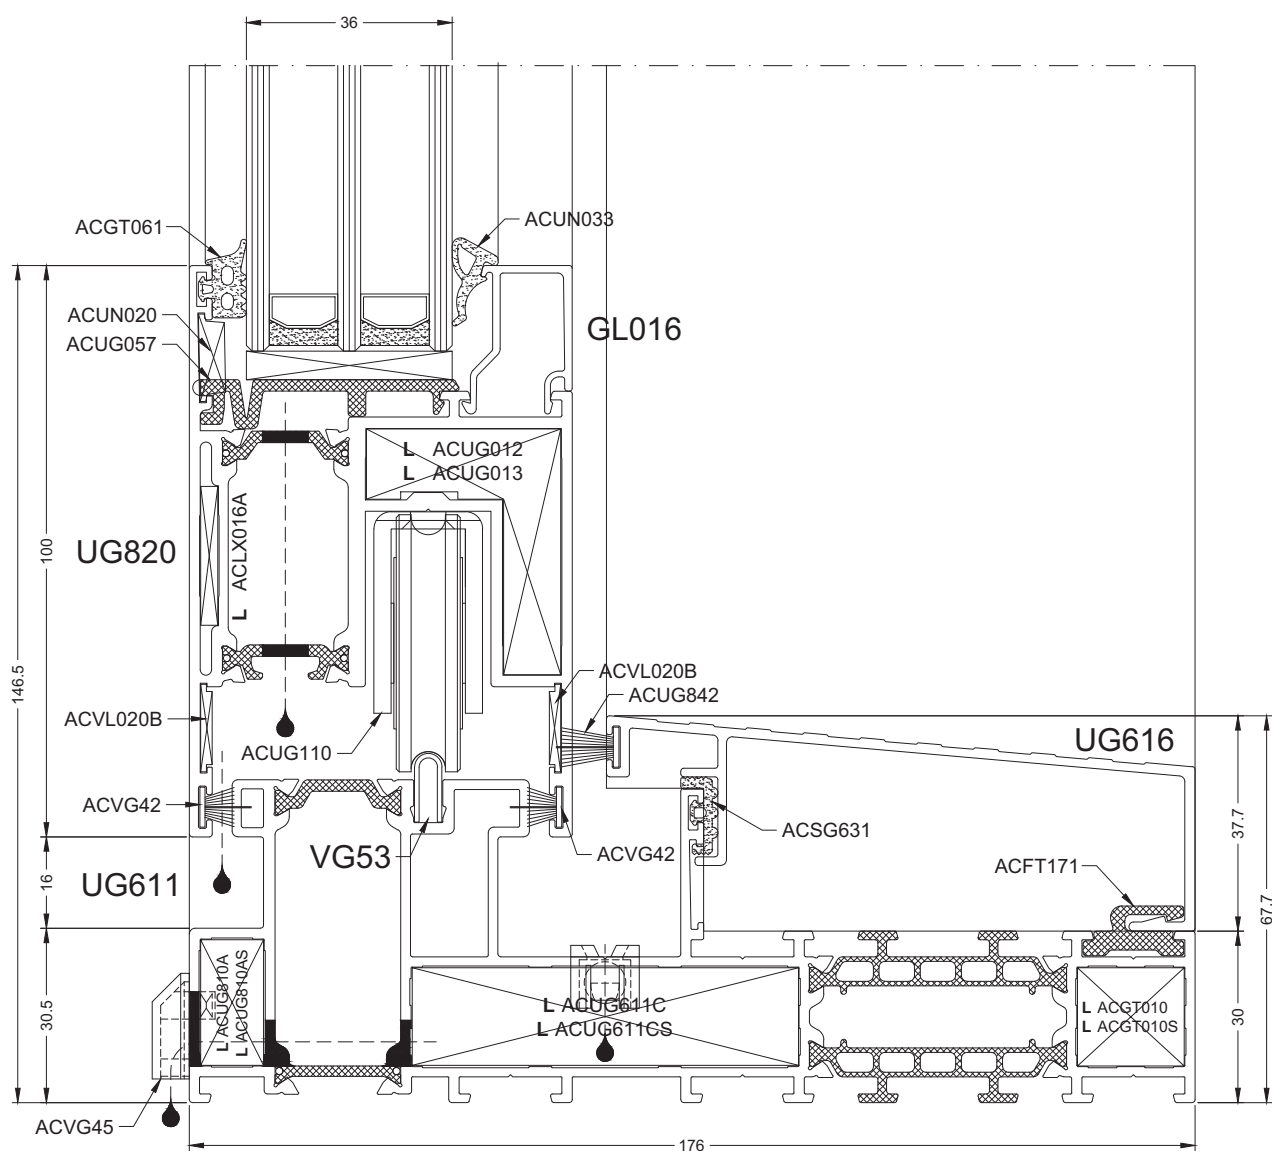 36
ACGT061
ACUN033
ACUN020
ACUG057
GL016
L ACUG012
L ACUG013
UG820
L ACLX016A
100
146.5
ACVL020B
ACVL020B
ACUG842
ACUG110
UG616
ACVG42
ACSG631
37.7
VG53
ACVG42
ACFT171
16
UG611
67.7
L ACUG810A
L ACUG810AS
L ACUG611C
L ACUG611CS
L ACGT010
L ACGT010S
30.5
30
ACVG45
176